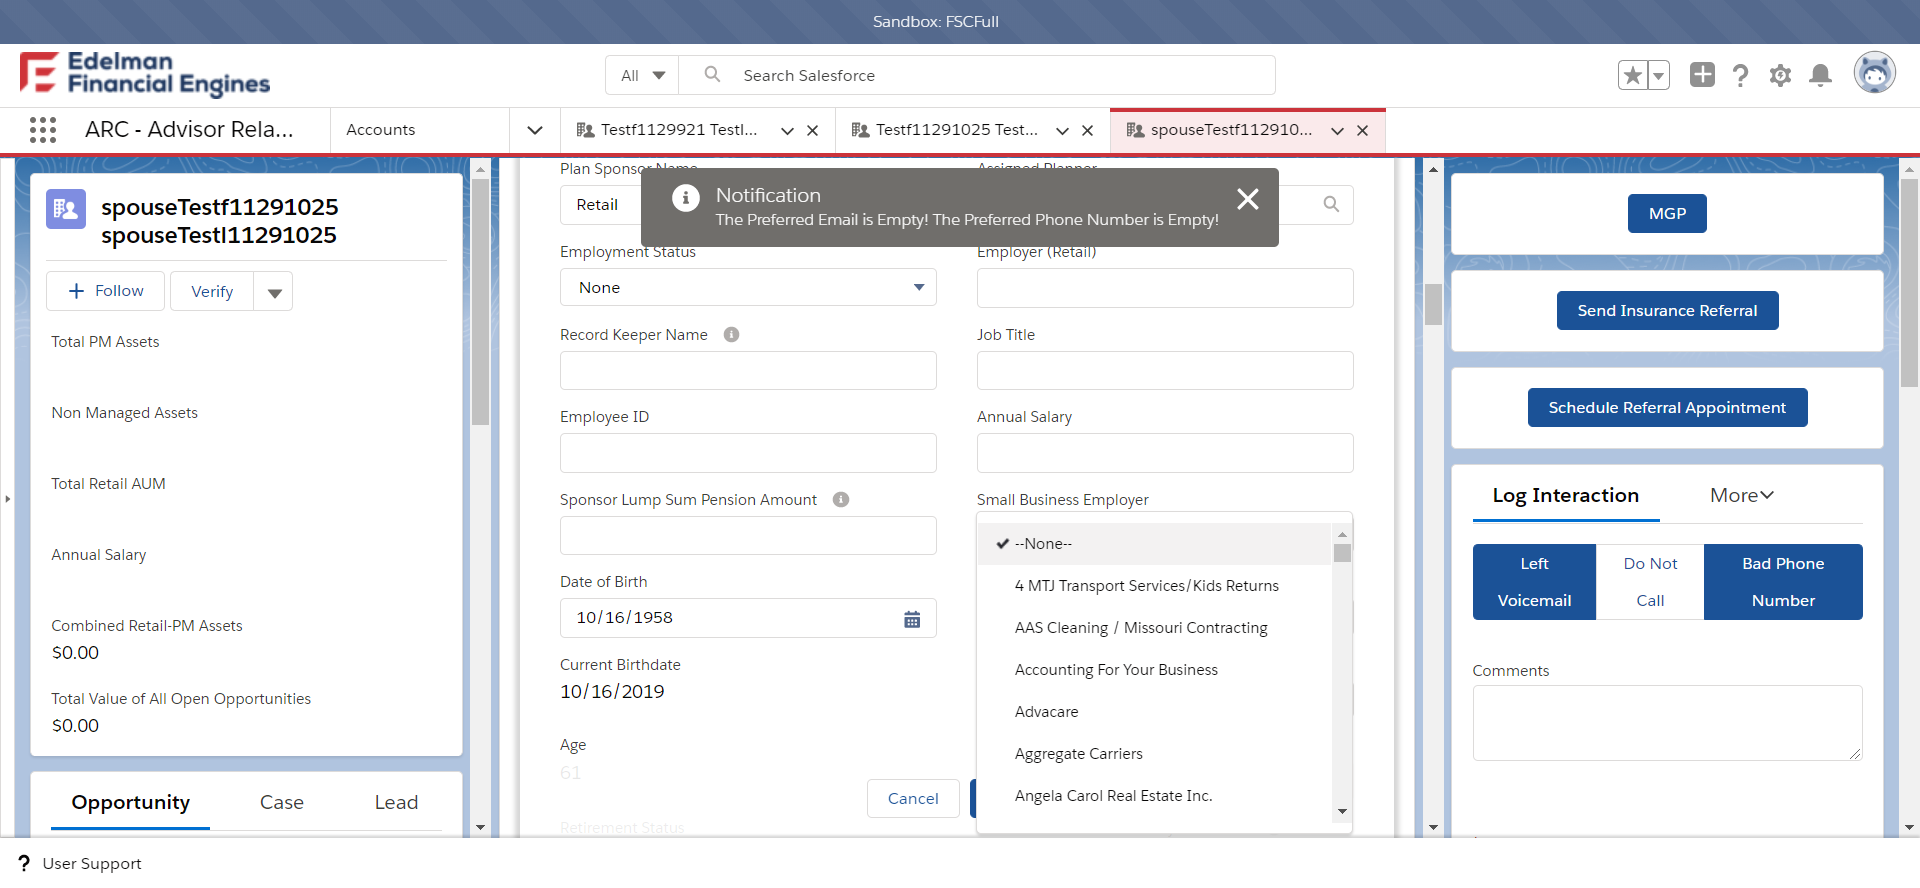 Sandbox: FSCFull
Edelman
Financial Engines
All
Search Salesforce
ARC - Advisor Rela...
Accounts
Testf1129921 TestI...
Testf11291025 Test...
spouseTestf112910...
spouseTestf11291025
spouseTestl11291025
Follow
Verify
Total PM Assets
Non Managed Assets
Total Retail AUM
Annual Salary
Combined Retail-PM Assets
$0.00
Total Value of All Open Opportunities
$0.00
Opportunity Case Lead
Plan Sponsor Name
Assigned Planner
Retail
Notification
The Preferred Email is Empty! The Preferred Phone Number is Empty!
Employment Status
Employer (Retail)
None
Record Keeper Name
Job Title
Employee ID
Annual Salary
Sponsor Lump Sum Pension Amount
Small Business Employer
Date of Birth
10/16/1958
Current Birthdate
10/16/2019
Age
61
Retirement Status
Cancel
--None--
4 MTJ Transport Services/Kids Returns
AAS Cleaning / Missouri Contracting
Accounting For Your Business
Advacare
Aggregate Carriers
Angela Carol Real Estate Inc.
MGP
Send Insurance Referral
Schedule Referral Appointment
Log Interaction
More
Left
Voicemail
Do Not
Call
Bad Phone
Number
Comments
? User Support